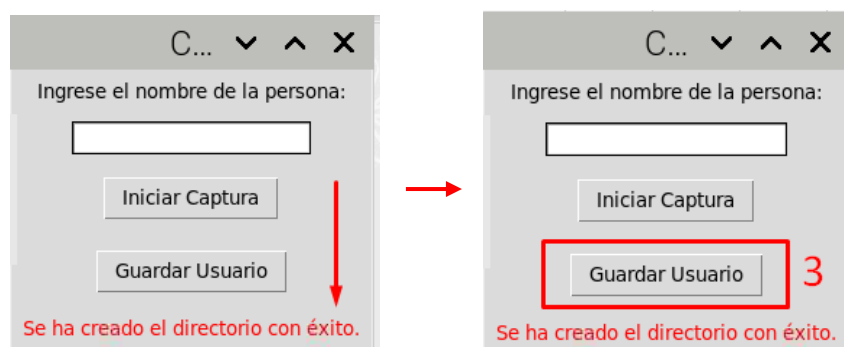 C...
Ingrese el nombre de la persona:
Iniciar Captura
Guardar Usuario
Se ha creado el directorio con éxito.
C...
Ingrese el nombre de la persona:
Iniciar Captura
Guardar Usuario
3
Se ha creado el directorio con éxito.